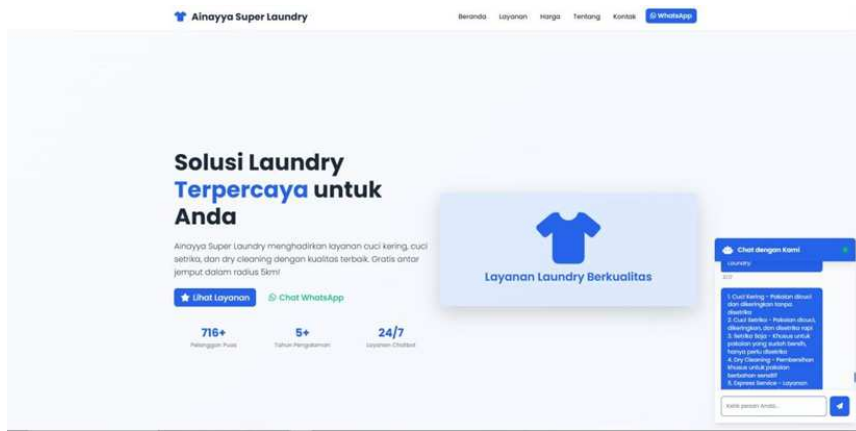 Ainayya Super Laundry
Beranda Layanan Harga Tentang Kontak WhatsApp
Solusi Laundry
Terpercaya untuk
Anda
Ainayya Super Laundry menghadirkan layanan cuci kering, cuci
setrika, dan dry cleaning dengan kualitas terbaik. Gratis antar
jemput dalam radius 5km!
Lihat Layanan Chat WhatsApp
716+ 5+ 24/7
Pelanggan Puas Tahun Pengalaman Layanan Chatbot
Layanan Laundry Berkualitas
Chat dengan Kami
1. Cuci Kering - Pakaian dicuci
dan dikeringkan tanpa
disetrika
2. Cuci Setrika - Pakaian dicuci,
dikeringkan, dan disetrika rapi
3. Setrika Saja - Khusus untuk
pakaian yang sudah bersih,
hanya perlu disetrika
4. Dry Cleaning - Pembersihan
khusus untuk pakaian
berbahan sensitif
5. Express Service - Layanan
Ketik pesan Anda...